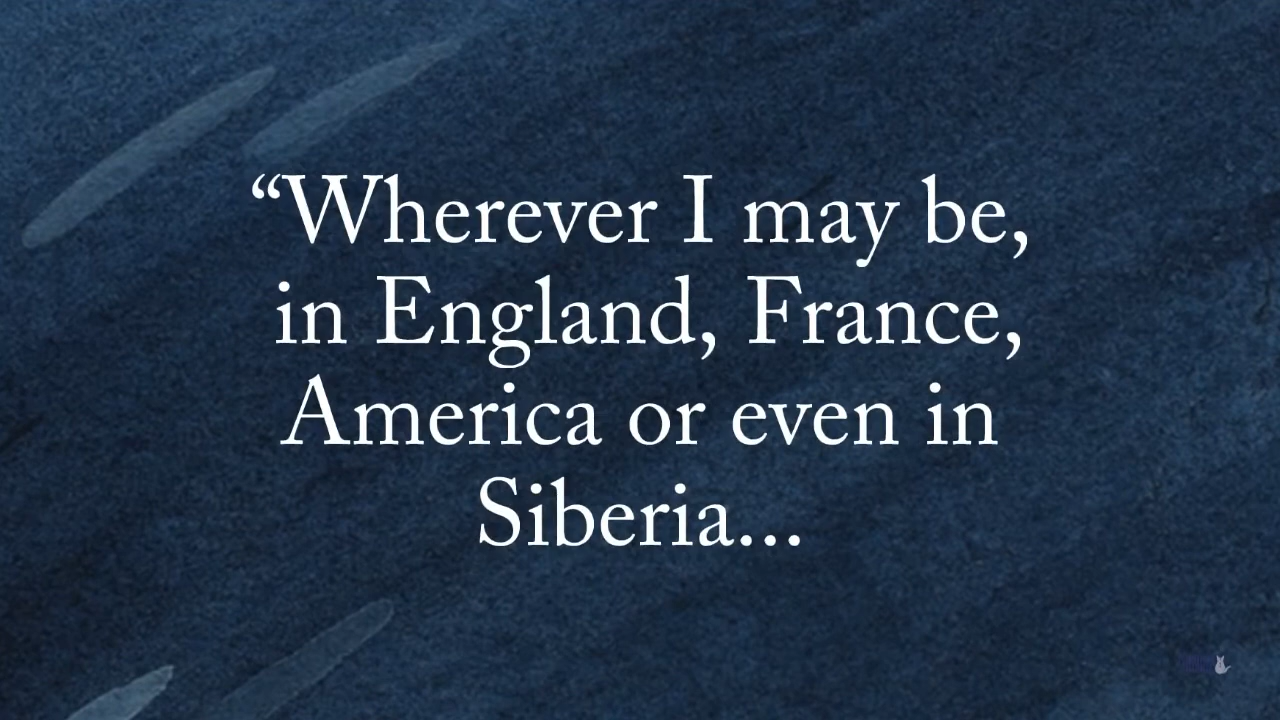 “Wherever I may be,
in England, France,
America or even in
Siberia...